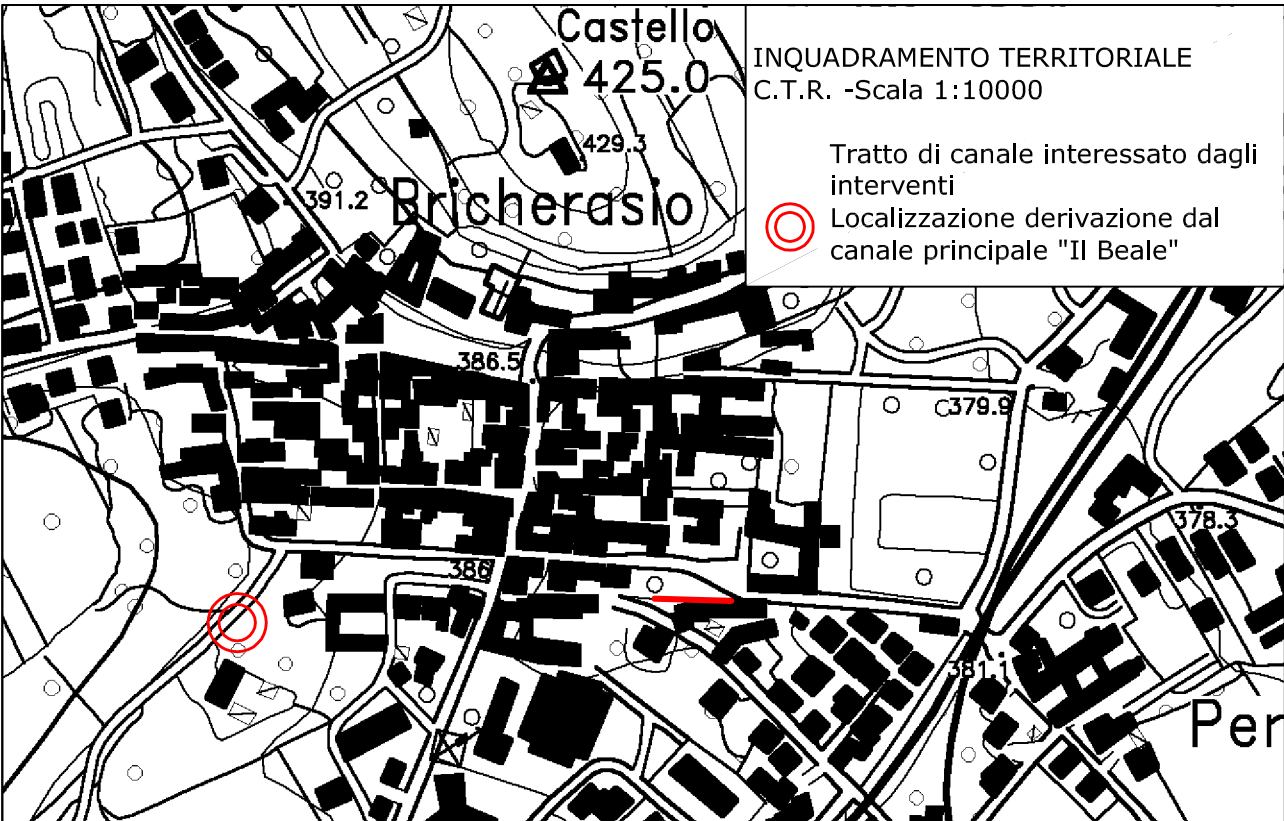 Castello
425.0
429.3
391.2
Bricherasio
INQUADRAMENTO TERRITORIALE
C.T.R. -Scala 1:10000
Tratto di canale interessato dagli
interventi
Localizzazione derivazione dal
canale principale "Il Beale"
386.5
379.9
378.3
386
381.1
Per